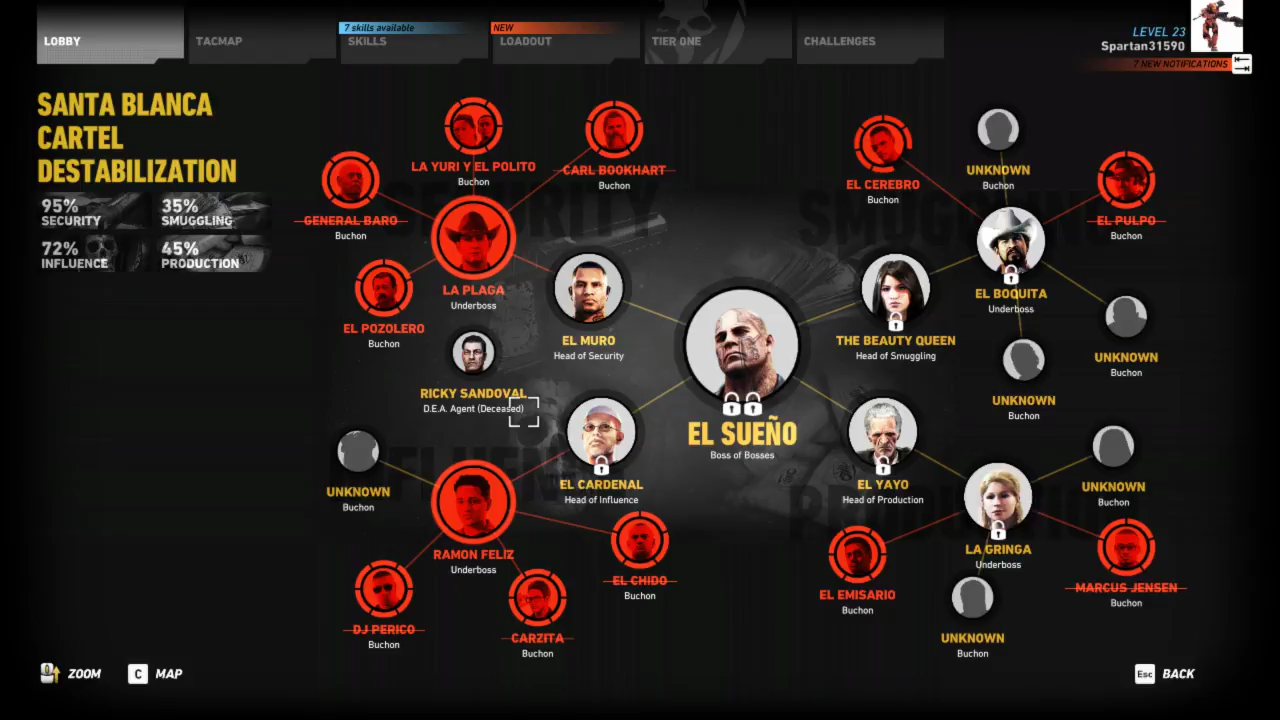 LOBBY
TACMAP
7 skills available
SKILLS
NEW
LOADOUT
TIER ONE
CHALLENGES
LEVEL 23
Spartan31590
7 NEW NOTIFICATIONS
SANTA BLANCA
CARTEL
DESTABILIZATION
95%
SECURITY
35%
SMUGGLING
72%
INFLUENCE
45%
PRODUCTION
SECURITY
SMUGGLING
INFLUENCE
PRODUCTION
LA YURI Y EL POLITO
Buchon
CARL BOOKHART
Buchon
GENERAL BARO
Buchon
LA PLAGA
Underboss
EL POZOLERO
Buchon
EL MURO
Head of Security
RICKY SANDOVAL
D.E.A. Agent (Deceased)
EL CEREBRO
Buchon
UNKNOWN
Buchon
EL PULPO
Buchon
EL BOQUITA
Underboss
THE BEAUTY QUEEN
Head of Smuggling
UNKNOWN
Buchon
UNKNOWN
Buchon
EL SUEÑO
Boss of Bosses
EL CARDENAL
Head of Influence
UNKNOWN
Buchon
RAMON FELIZ
Underboss
EL CHIDO
Buchon
DJ PERICO
Buchon
CARZITA
Buchon
EL YAYO
Head of Production
UNKNOWN
Buchon
LA GRINGA
Underboss
EL EMISARIO
Buchon
MARCUS JENSEN
Buchon
UNKNOWN
Buchon
ZOOM
C MAP
Esc BACK